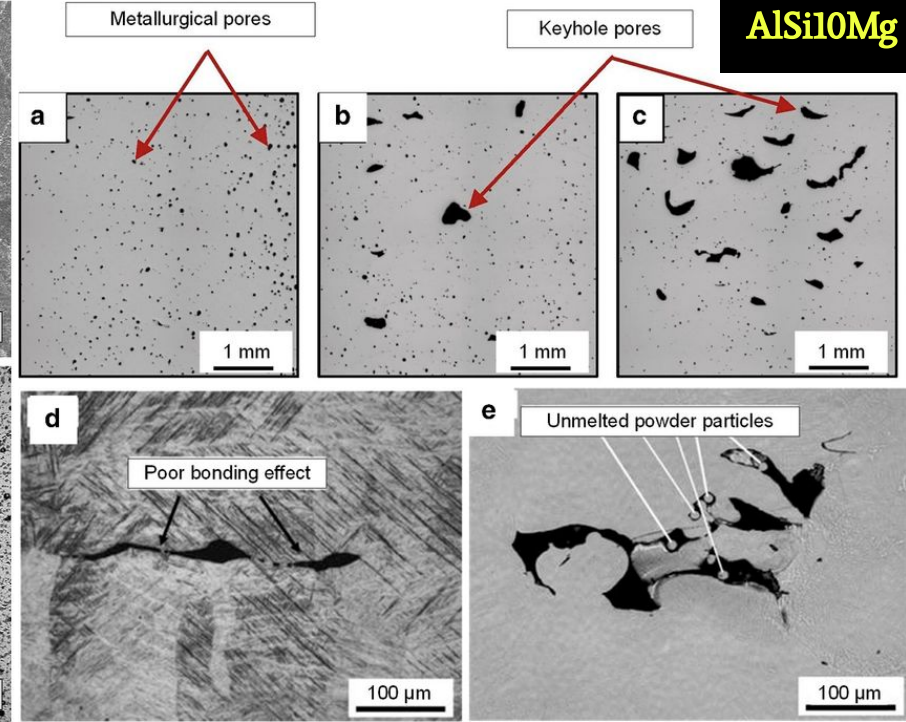 Metallurgical pores
Keyhole pores
AlSi10Mg
a
b
c
1 mm
1 mm
1 mm
d
e
Unmelted powder particles
Poor bonding effect
100 µm
100 µm